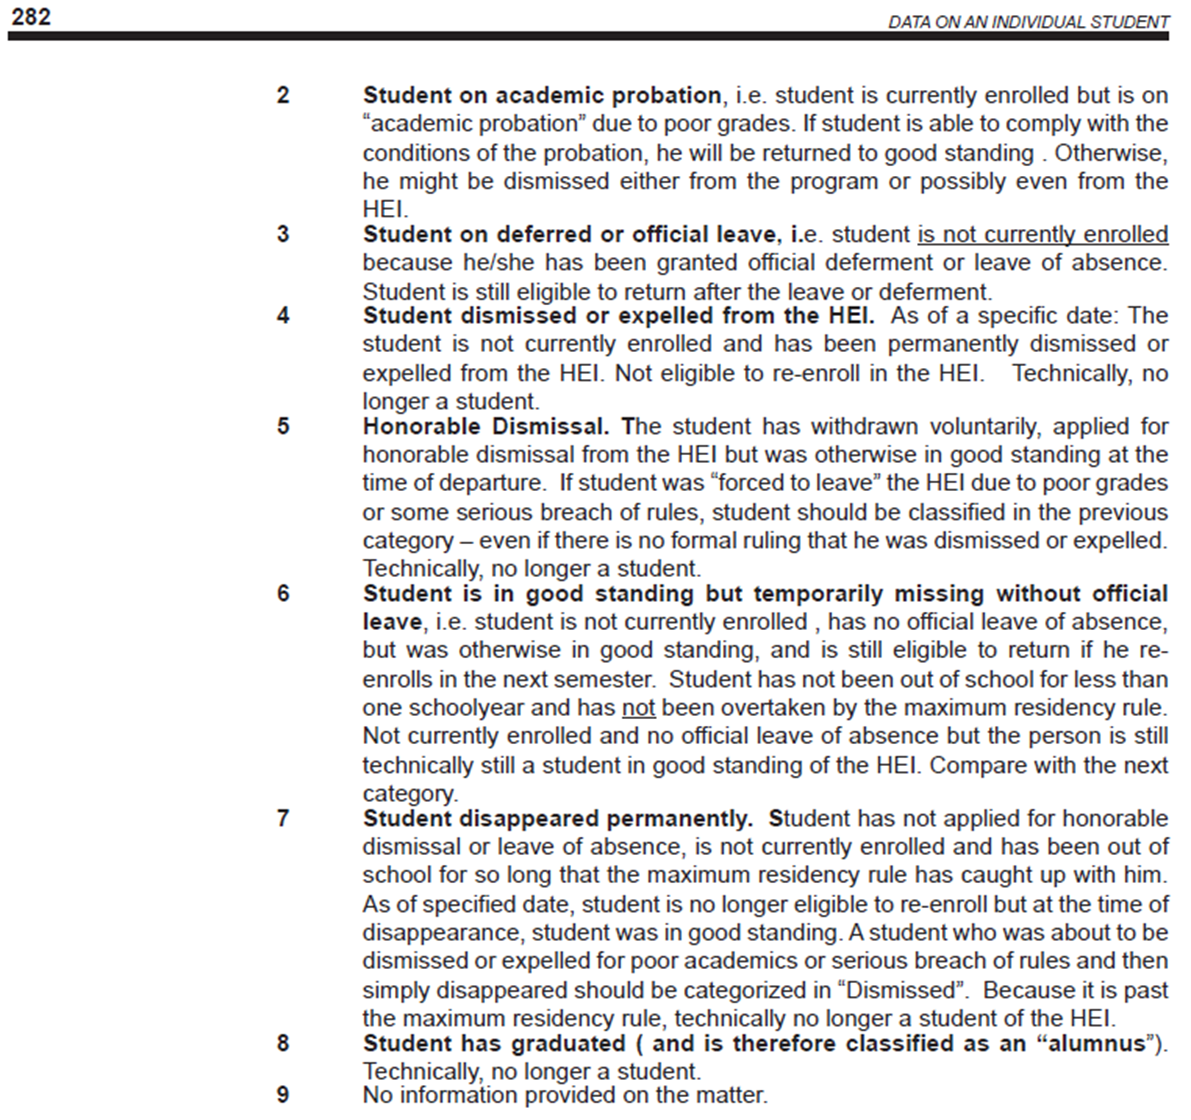 282
DATA ON AN INDIVIDUAL STUDENT
2 Student on academic probation, i.e. student is currently enrolled but is on
“academic probation” due to poor grades. If student is able to comply with the
conditions of the probation, he will be returned to good standing . Otherwise,
he might be dismissed either from the program or possibly even from the
HEI.
3 Student on deferred or official leave, i.e. student is not currently enrolled
because he/she has been granted official deferment or leave of absence.
Student is still eligible to return after the leave or deferment.
4 Student dismissed or expelled from the HEI. As of a specific date: The
student is not currently enrolled and has been permanently dismissed or
expelled from the HEI. Not eligible to re-enroll in the HEI. Technically, no
longer a student.
5 Honorable Dismissal. The student has withdrawn voluntarily, applied for
honorable dismissal from the HEI but was otherwise in good standing at the
time of departure. If student was “forced to leave” the HEI due to poor grades
or some serious breach of rules, student should be classified in the previous
category – even if there is no formal ruling that he was dismissed or expelled.
Technically, no longer a student.
6 Student is in good standing but temporarily missing without official
leave, i.e. student is not currently enrolled , has no official leave of absence,
but was otherwise in good standing, and is still eligible to return if he re-
enrolls in the next semester. Student has not been out of school for less than
one schoolyear and has not been overtaken by the maximum residency rule.
Not currently enrolled and no official leave of absence but the person is still
technically still a student in good standing of the HEI. Compare with the next
category.
7 Student disappeared permanently. Student has not applied for honorable
dismissal or leave of absence, is not currently enrolled and has been out of
school for so long that the maximum residency rule has caught up with him.
As of specified date, student is no longer eligible to re-enroll but at the time of
disappearance, student was in good standing. A student who was about to be
dismissed or expelled for poor academics or serious breach of rules and then
simply disappeared should be categorized in “Dismissed”. Because it is past
the maximum residency rule, technically no longer a student of the HEI.
8 Student has graduated ( and is therefore classified as an “alumnus”).
Technically, no longer a student.
9 No information provided on the matter.